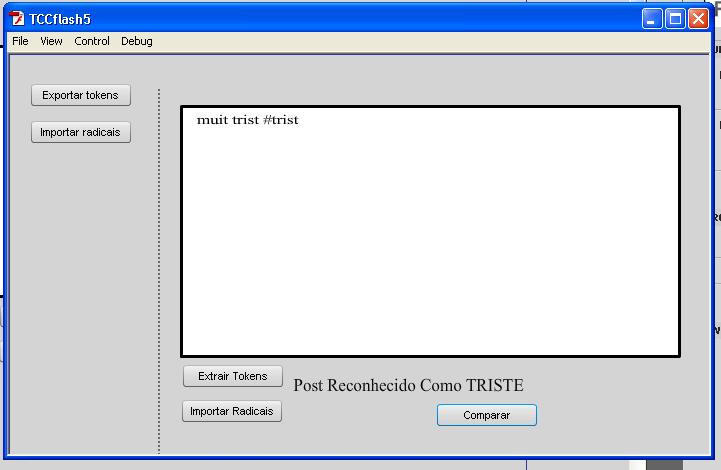 TCCflash5
File View Control Debug
Exportar tokens
Importar radicais
muit trist #trist
Extrair Tokens
Post Reconhecido Como TRISTE
Importar Radicais
Comparar